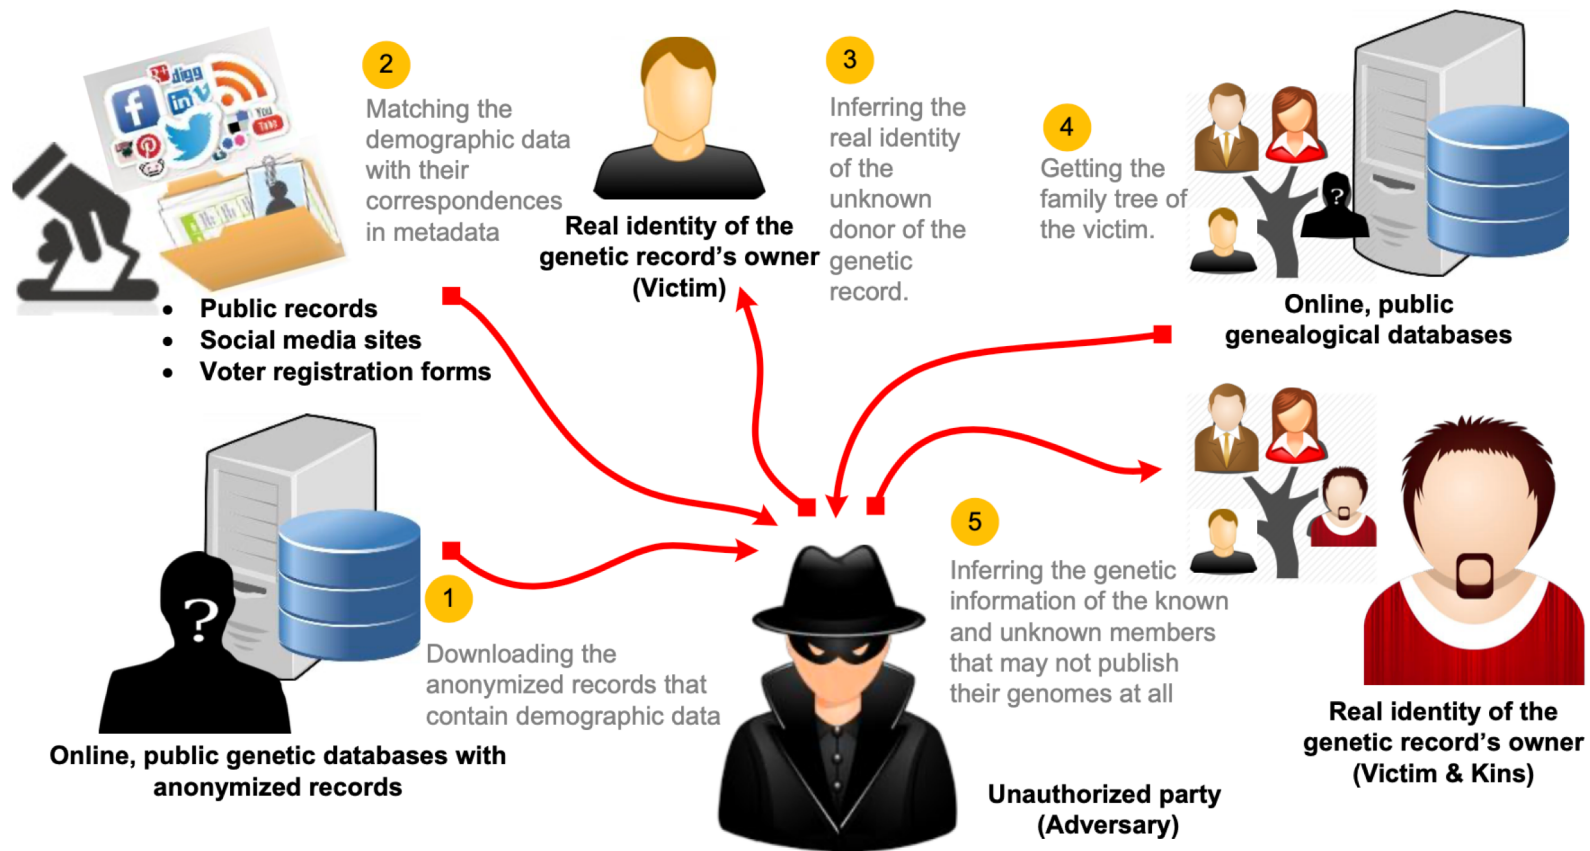 2
Matching the
demographic data
with their
correspondences
in metadata
Public records
Social media sites
Voter registration forms
digg
f
in
You
Tube
Real identity of the
genetic record's owner
(Victim)
3
Inferring the
real identity
of the
unknown
donor of the
genetic
record.
4
Getting the
family tree of
the victim.
?
Online, public
genealogical databases
?
1
Downloading the
anonymized records that
contain demographic data
Online, public genetic databases with
anonymized records
5
Inferring the genetic
information of the known
and unknown members
that may not publish
their genomes at all
Unauthorized party
(Adversary)
Real identity of the
genetic record's owner
(Victim & Kins)